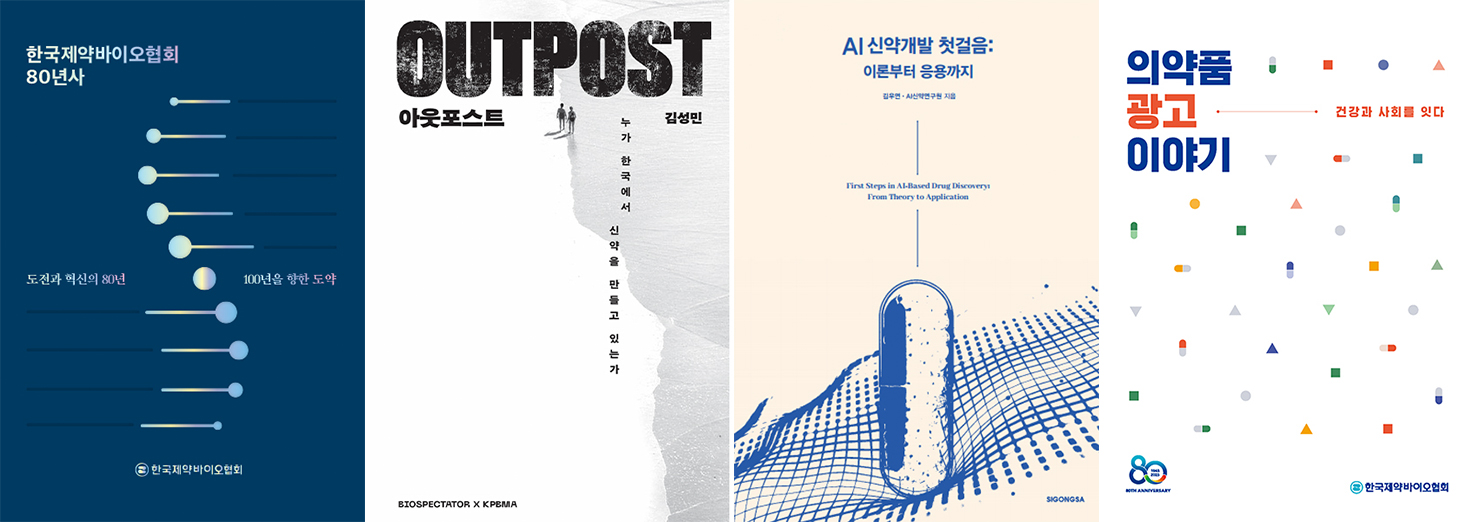 한국제약바이오협회
80년사
도전과 혁신의 80년
100년을 향한 도약
한국제약바이오협회
OUTPOST
아웃포스트
김성민
누가 한국에서 신약을 만들고 있는가
BIOSPECTATOR X KPBMA
AI 신약개발 첫걸음:
이론부터 응용까지
김우연 · AI신약연구원 지음
First Steps in AI-Based Drug Discovery:
From Theory to Application
SIGONGSA
의약품
광고
이야기
건강과 사회를 잇다
80
1945
2025
80TH ANNIVERSARY
한국제약바이오협회